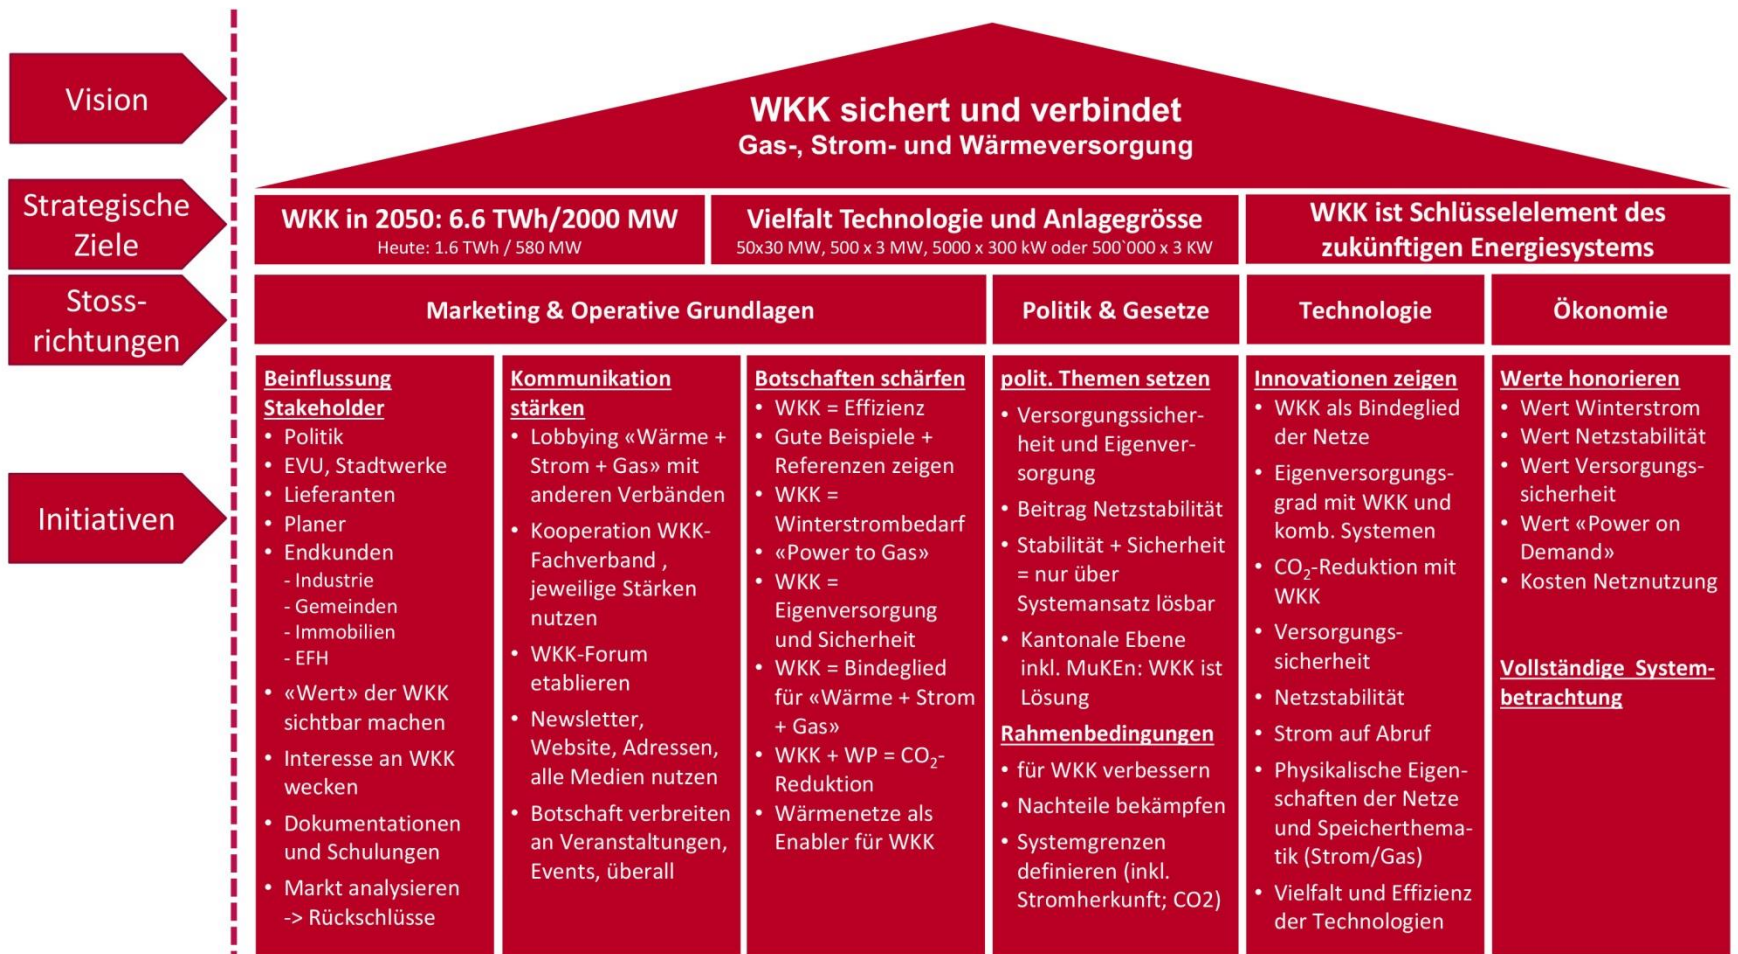 Vision
WKK sichert und verbindet
Gas-, Strom- und Wärmeversorgung
Strategische
Ziele
WKK in 2050: 6.6 TWh/2000 MW
Heute: 1.6 TWh / 580 MW
Vielfalt Technologie und Anlagegrösse
50x30 MW, 500 x 3 MW, 5000 x 300 kW oder 500`000 x 3 KW
WKK ist Schlüsselelement des
zukünftigen Energiesystems
Stoss-
richtungen
Marketing & Operative Grundlagen
Politik & Gesetze
Technologie
Ökonomie
Initiativen
Beinflussung
Stakeholder
• Politik
• EVU, Stadtwerke
• Lieferanten
• Planer
• Endkunden
- Industrie
- Gemeinden
- Immobilien
- EFH
• «Wert» der WKK
sichtbar machen
• Interesse an WKK
wecken
• Dokumentationen
und Schulungen
• Markt analysieren
-> Rückschlüsse
Kommunikation
stärken
• Lobbying «Wärme +
Strom + Gas» mit
anderen Verbänden
• Kooperation WKK-
Fachverband ,
jeweilige Stärken
nutzen
• WKK-Forum
etablieren
• Newsletter,
Website, Adressen,
alle Medien nutzen
• Botschaft verbreiten
an Veranstaltungen,
Events, überall
Botschaften schärfen
• WKK = Effizienz
• Gute Beispiele +
Referenzen zeigen
• WKK =
Winterstrombedarf
• «Power to Gas»
• WKK =
Eigenversorgung
und Sicherheit
• WKK = Bindeglied
für «Wärme + Strom
+ Gas»
• WKK + WP = CO₂-
Reduktion
• Wärmenetze als
Enabler für WKK
polit. Themen setzen
• Versorgungssicher-
heit und Eigenver-
sorgung
• Beitrag Netzstabilität
• Stabilität + Sicherheit
= nur über
Systemansatz lösbar
• Kantonale Ebene
inkl. MuKEn: WKK ist
Lösung
Rahmenbedingungen
• für WKK verbessern
• Nachteile bekämpfen
• Systemgrenzen
definieren (inkl.
Stromherkunft; CO2)
Innovationen zeigen
• WKK als Bindeglied
der Netze
• Eigenversorgungs-
grad mit WKK und
komb. Systemen
• CO₂-Reduktion mit
WKK
• Versorgungs-
sicherheit
• Netzstabilität
• Strom auf Abruf
• Physikalische Eigen-
schaften der Netze
und Speicherthema-
tik (Strom/Gas)
• Vielfalt und Effizienz
der Technologien
Werte honorieren
• Wert Winterstrom
• Wert Netzstabilität
• Wert Versorgungs-
sicherheit
• Wert «Power on
Demand»
• Kosten Netznutzung
Vollständige System-
betrachtung